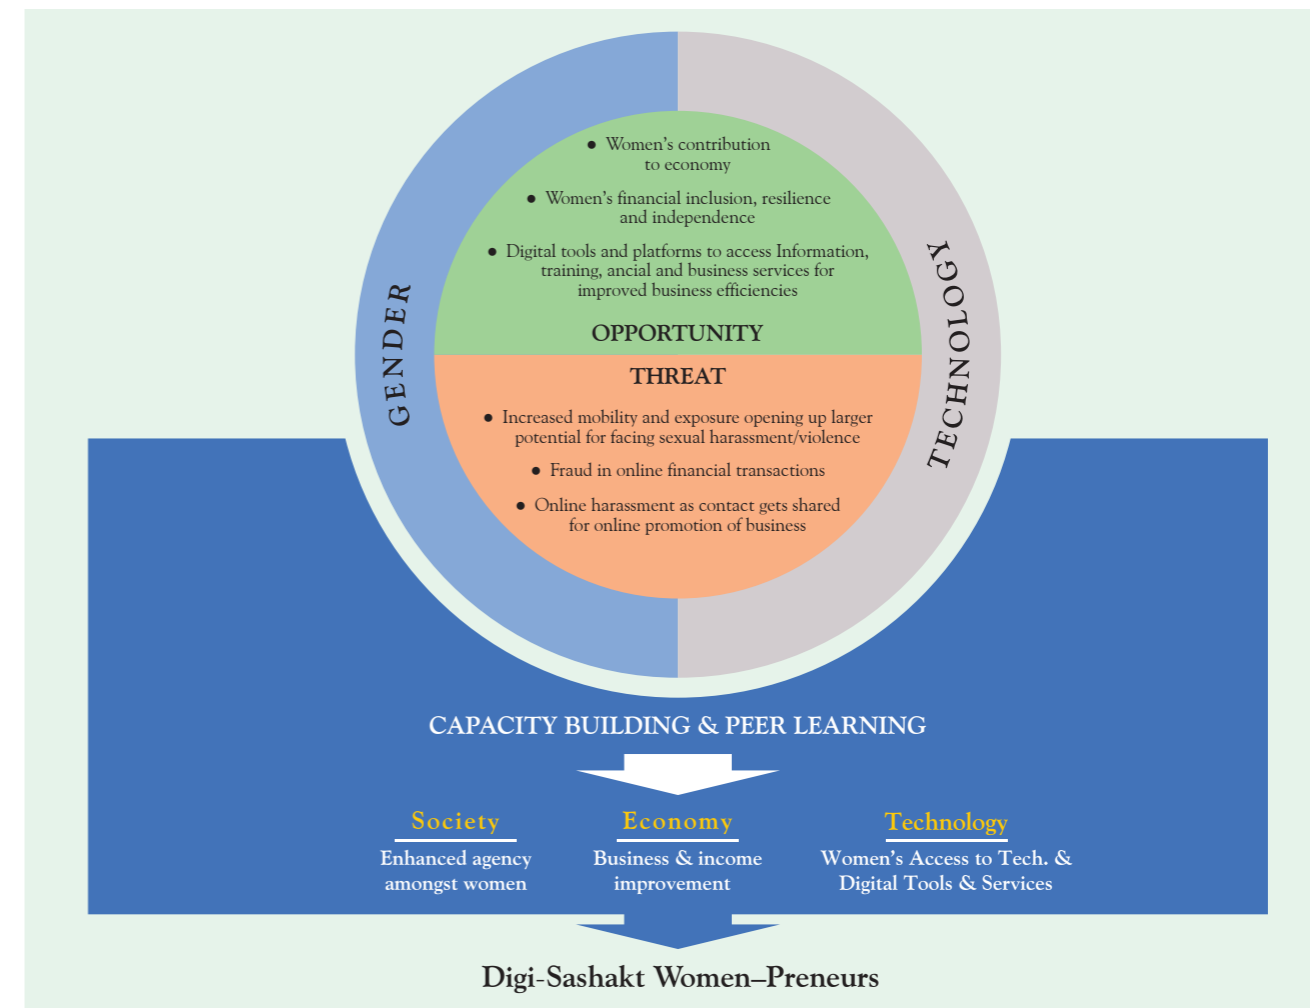 ● Women's contribution
to economy
● Women's financial inclusion, resilience
and independence
● Digital tools and platforms to access Information,
training, ancial and business services for
improved business efficiencies
OPPORTUNITY
GENDER
TECHNOLOGY
THREAT
● Increased mobility and exposure opening up larger
potential for facing sexual harassment/violence
● Fraud in online financial transactions
● Online harassment as contact gets shared
for online promotion of business
CAPACITY BUILDING & PEER LEARNING
Society
Enhanced agency
amongst women
Economy
Business & income
improvement
Technology
Women's Access to Tech. &
Digital Tools & Services
Digi-Sashakt Women–Preneurs